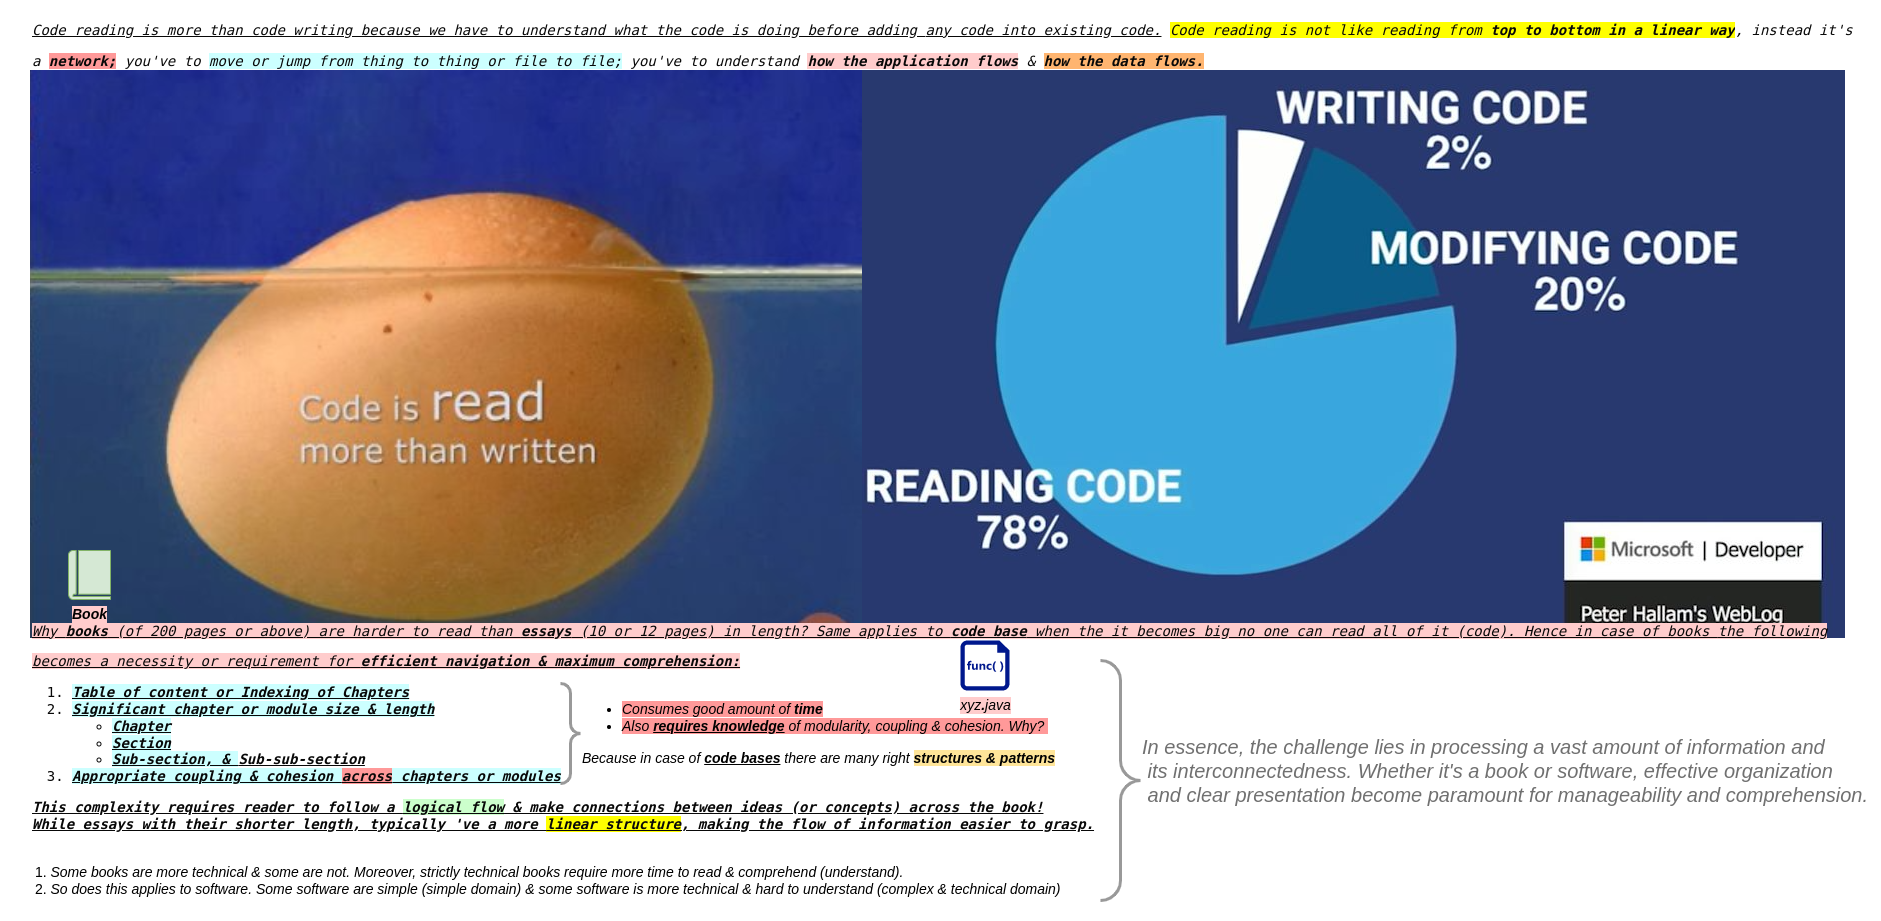 Code reading is more than code writing because we have to understand what the code is doing before adding any code into existing code. Code reading is not like reading from top to bottom in a linear way, instead it's
a network; you've to move or jump from thing to thing or file to file; you've to understand how the application flows & how the data flows.
WRITING CODE
2%
MODIFYING CODE
20%
Code is read
more than written
READING CODE
78%
Microsoft | Developer
Peter Hallam's WebLog
Book
Why books (of 200 pages or above) are harder to read than essays (10 or 12 pages) in length? Same applies to code base when the it becomes big no one can read all of it (code). Hence in case of books the following
becomes a necessity or requirement for efficient navigation & maximum comprehension:
func( )
xyz.java
1. Table of content or Indexing of Chapters
2. Significant chapter or module size & length
Chapter
Section
Sub-section, & Sub-sub-section
3. Appropriate coupling & cohesion across chapters or modules
Consumes good amount of time
Also requires knowledge of modularity, coupling & cohesion. Why?
Because in case of code bases there are many right structures & patterns
This complexity requires reader to follow a logical flow & make connections between ideas (or concepts) across the book!
While essays with their shorter length, typically 've a more linear structure, making the flow of information easier to grasp.
1. Some books are more technical & some are not. Moreover, strictly technical books require more time to read & comprehend (understand).
2. So does this applies to software. Some software are simple (simple domain) & some software is more technical & hard to understand (complex & technical domain)
In essence, the challenge lies in processing a vast amount of information and
its interconnectedness. Whether it's a book or software, effective organization
and clear presentation become paramount for manageability and comprehension.